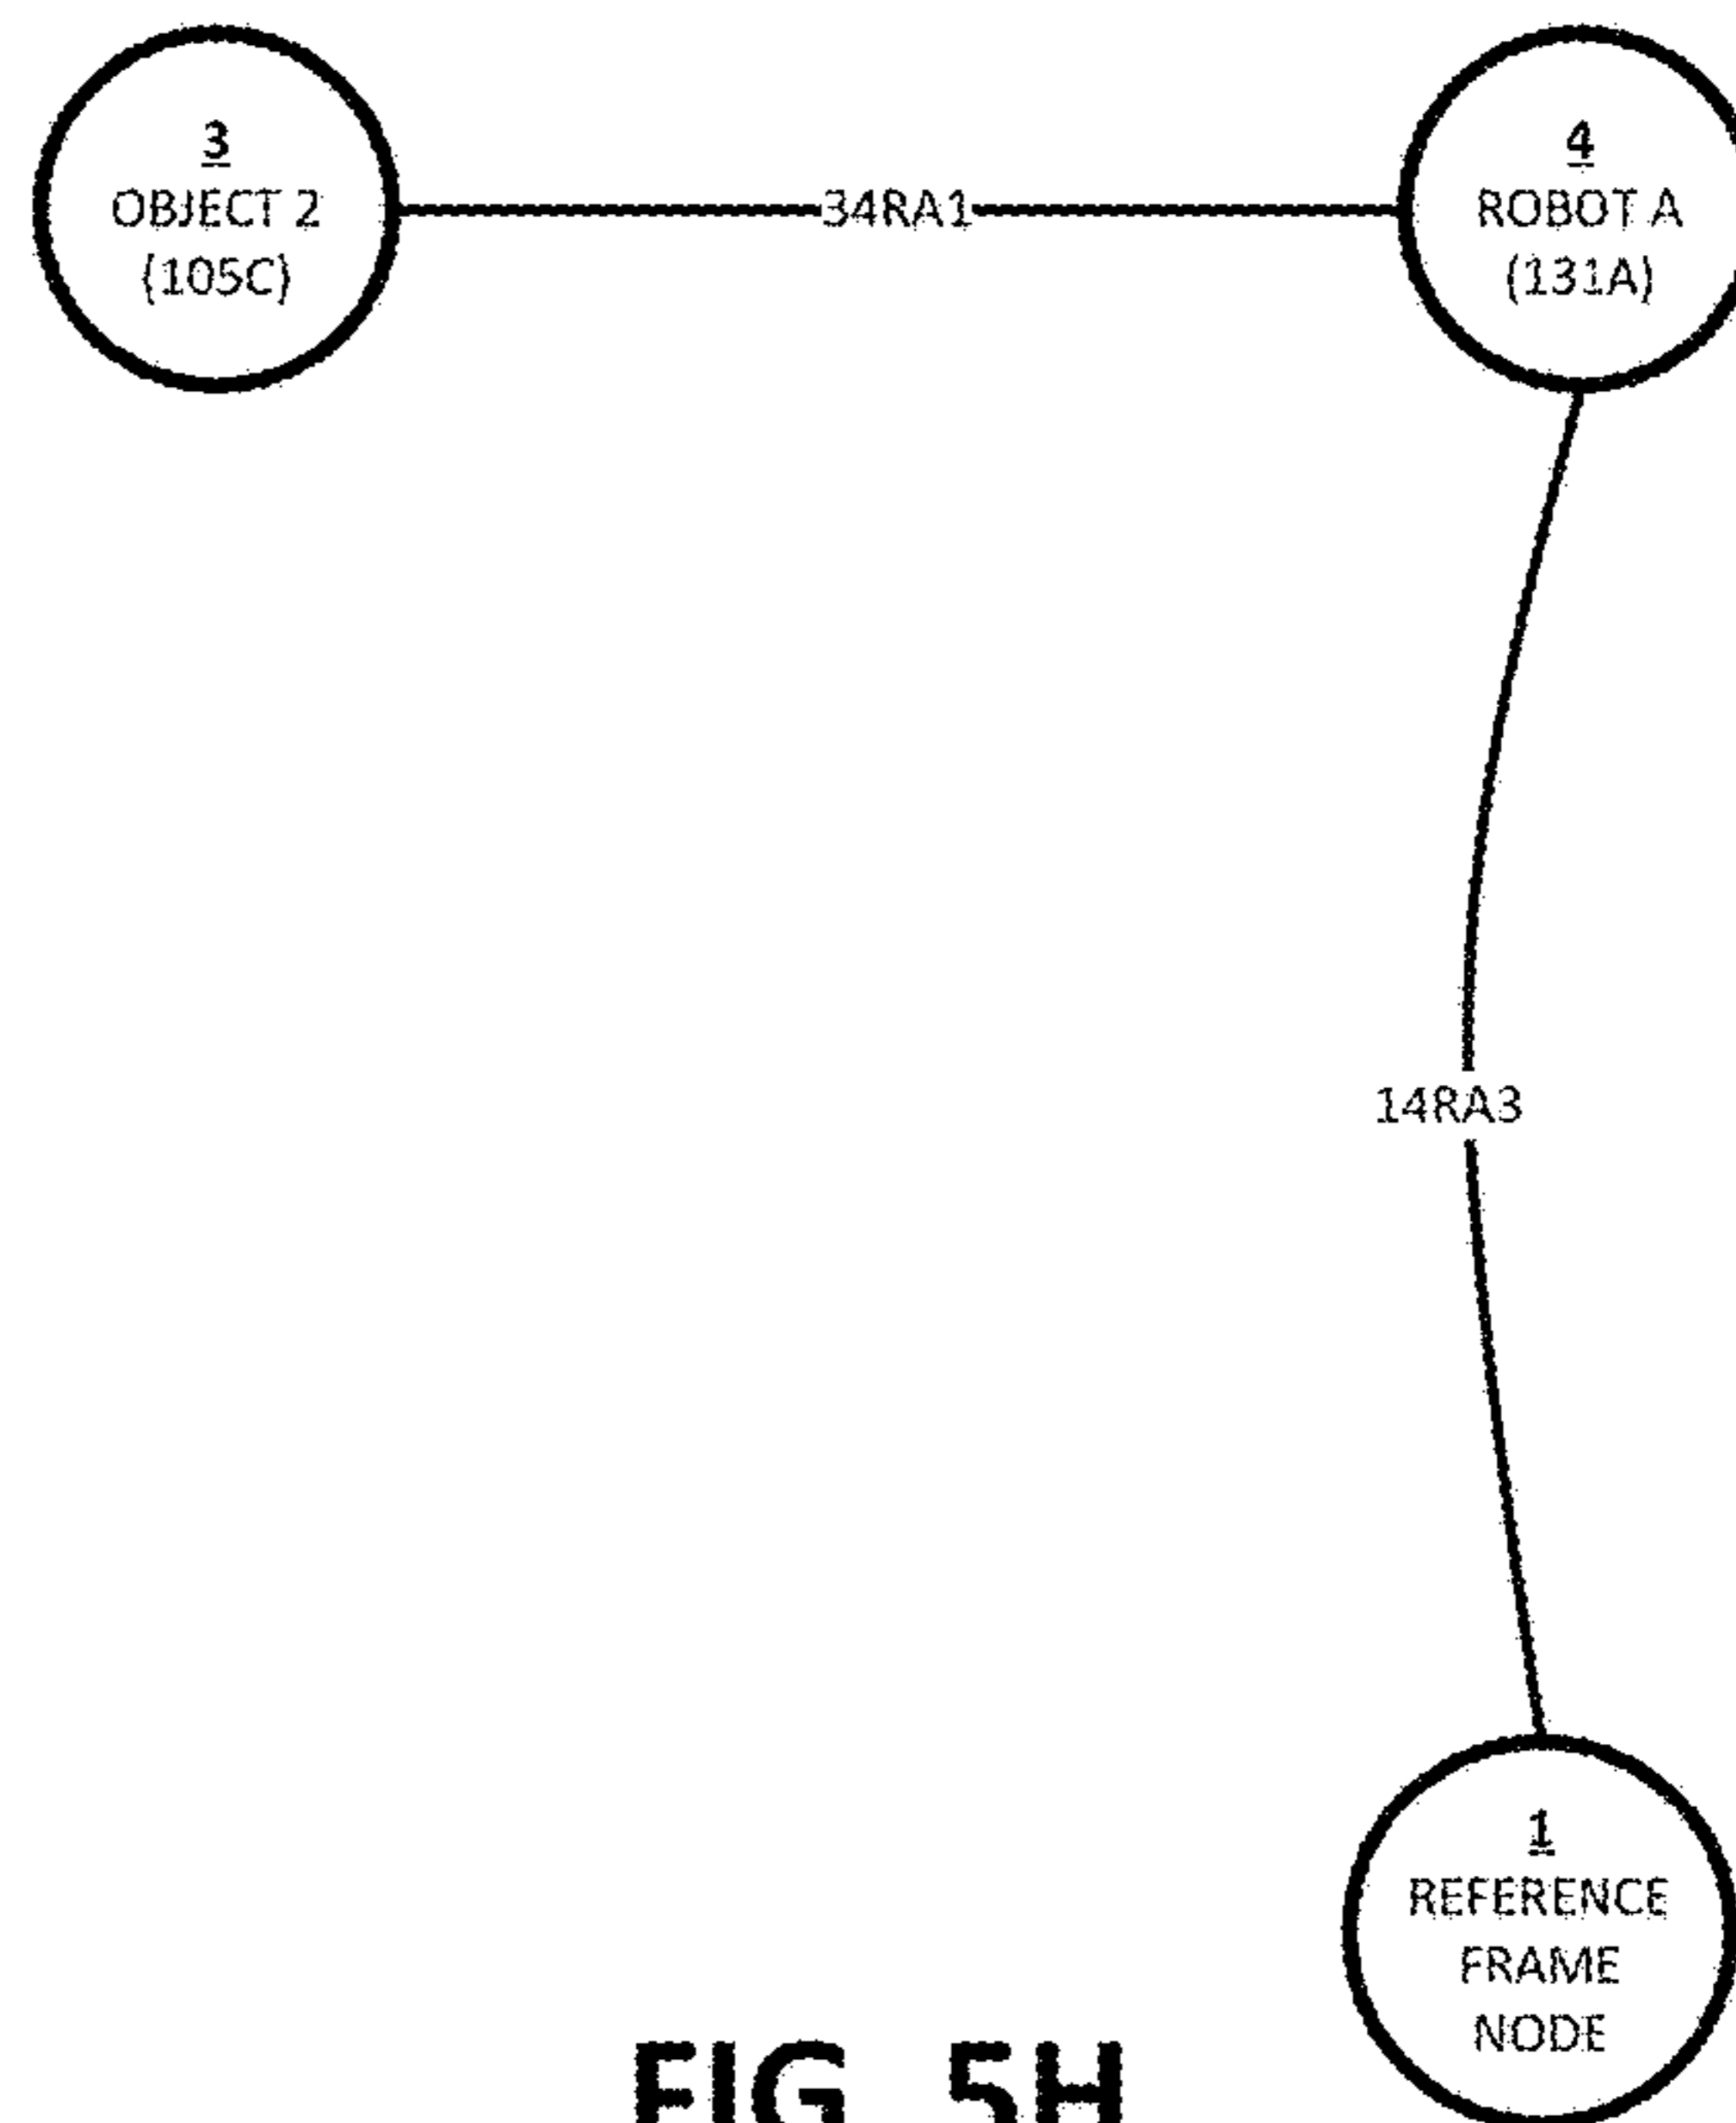 3
OBJECT 2
(105C)
34RA1
4
ROBOT A
(131A)
14RA3
1
REFERENCE
FRAME
NODE
FIG. 5H